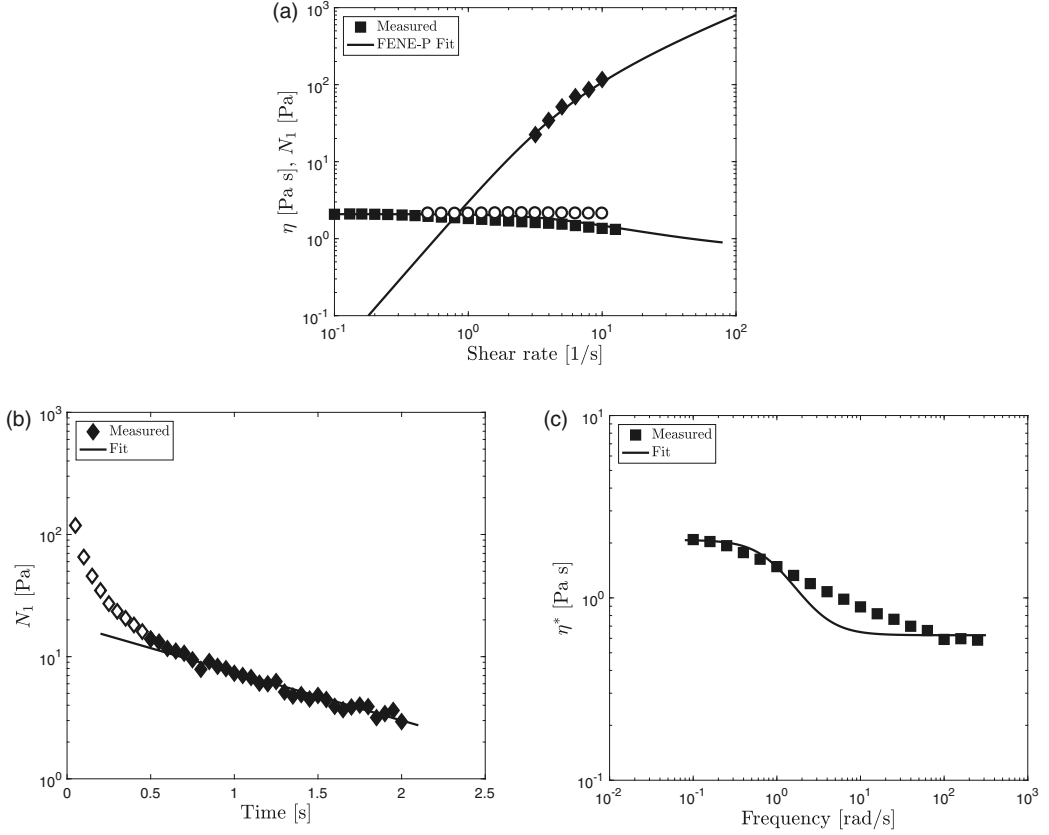 (a)
10^3
10^2
10^1
10^0
10^-1
η [Pa s], N_1 [Pa]
Measured
FENE-P Fit
10^-1 10^0 10^1 10^2
Shear rate [1/s]
(b)
10^3
10^2
10^1
10^0
N_1 [Pa]
Measured
Fit
0 0.5 1 1.5 2 2.5
Time [s]
(c)
10^1
10^0
10^-1
η* [Pa s]
Measured
Fit
10^-2 10^-1 10^0 10^1 10^2 10^3
Frequency [rad/s]